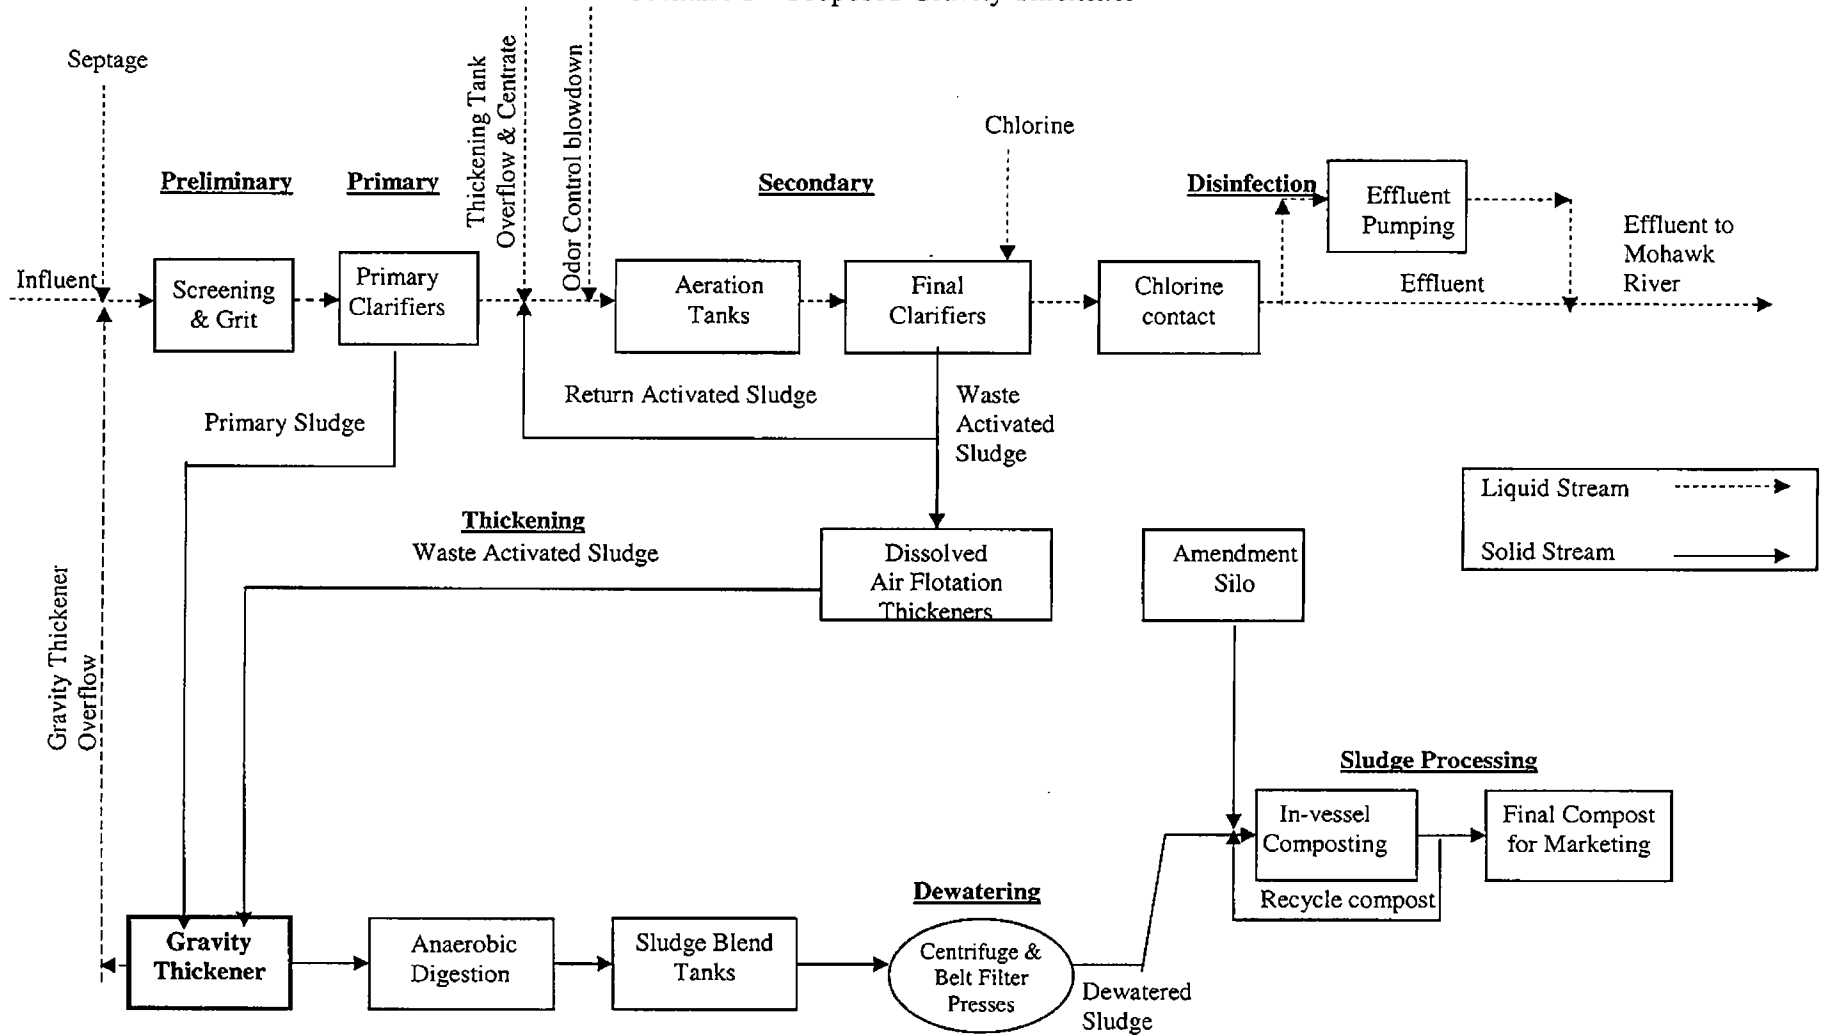 Septage
Thickening Tank
Overflow & Centrate
Odor Control blowdown
Chlorine
Preliminary
Primary
Secondary
Disinfection
Effluent
Pumping
Effluent to
Mohawk
River
Influent
Screening
& Grit
Primary
Clarifiers
Aeration
Tanks
Final
Clarifiers
Chlorine
contact
Effluent
Return Activated Sludge
Waste
Activated
Sludge
Primary Sludge
Liquid Stream
Solid Stream
Thickening
Waste Activated Sludge
Dissolved
Air Flotation
Thickeners
Amendment
Silo
Gravity Thickener
Overflow
Sludge Processing
In-vessel
Composting
Final Compost
for Marketing
Recycle compost
Dewatering
Gravity
Thickener
Anaerobic
Digestion
Sludge Blend
Tanks
Centrifuge &
Belt Filter
Presses
Dewatered
Sludge